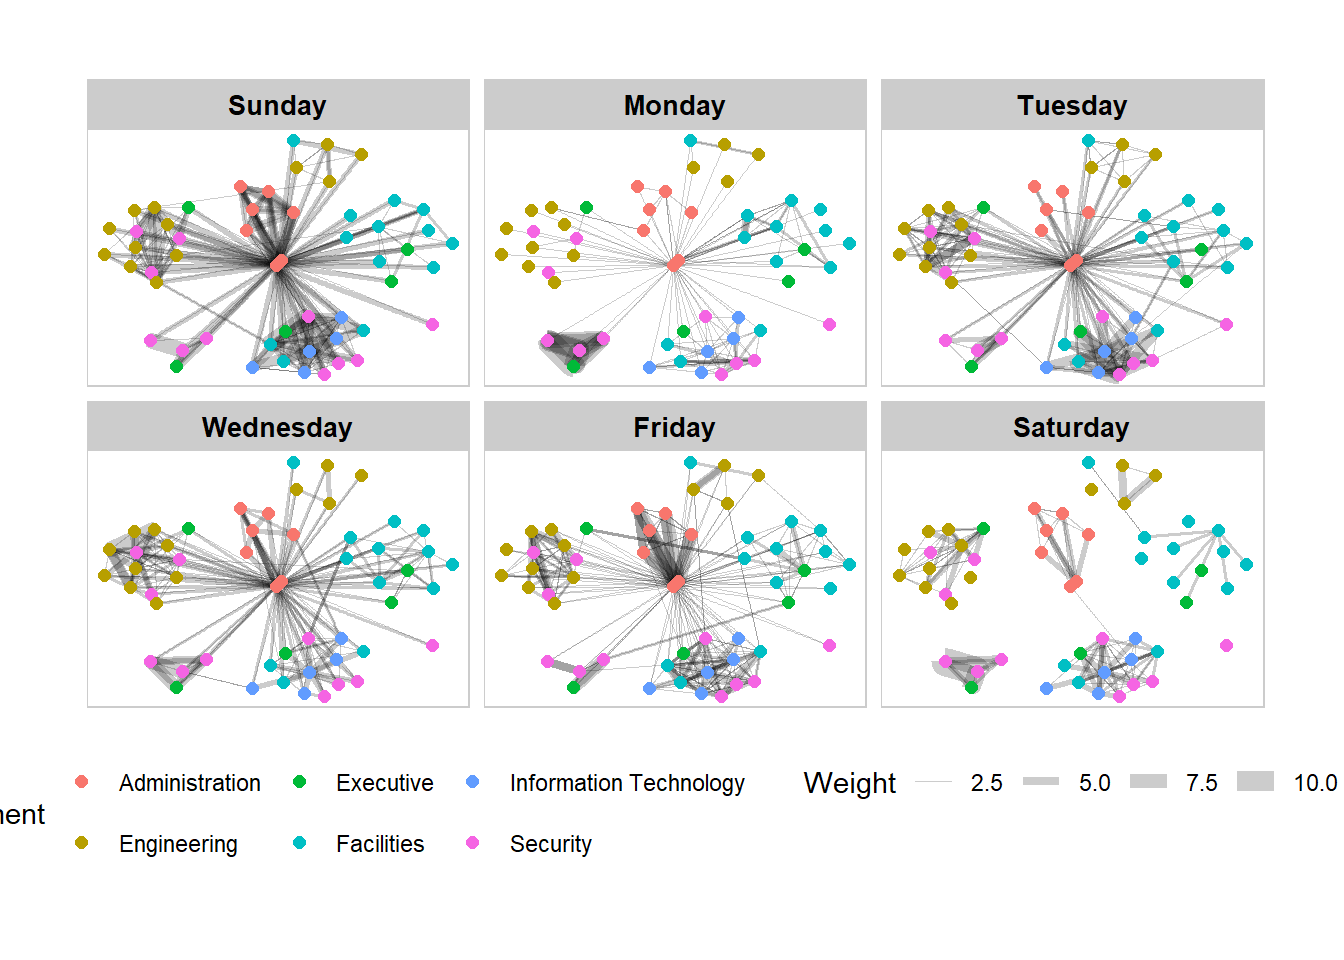 Sunday Monday Tuesday
Wednesday Friday Saturday
Administration Executive Information Technology Weight 2.5 5.0 7.5 10.0
nent
Engineering Facilities Security